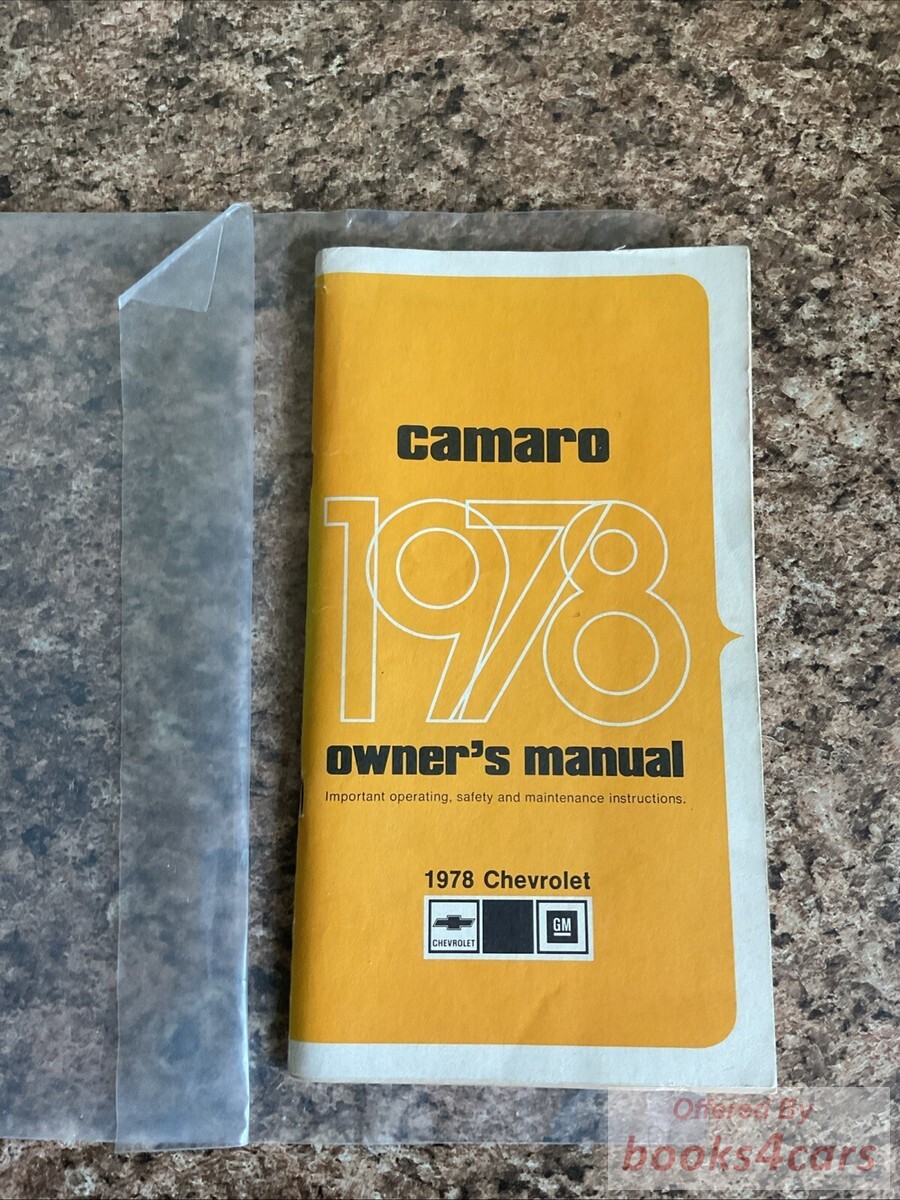 camaro
1978
owner's manual
Important operating, safety and maintenance instructions.
1978 Chevrolet
CHEVROLET
GM
Offered By
books4cars